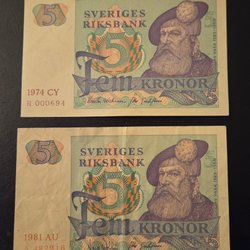 SVERIGES
RIKSBANK
5
5
Fem KRONOR
1974 CY
R.000694
SVERIGES
RIKSBANK
5
5
Fem KRONOR
1981 AU